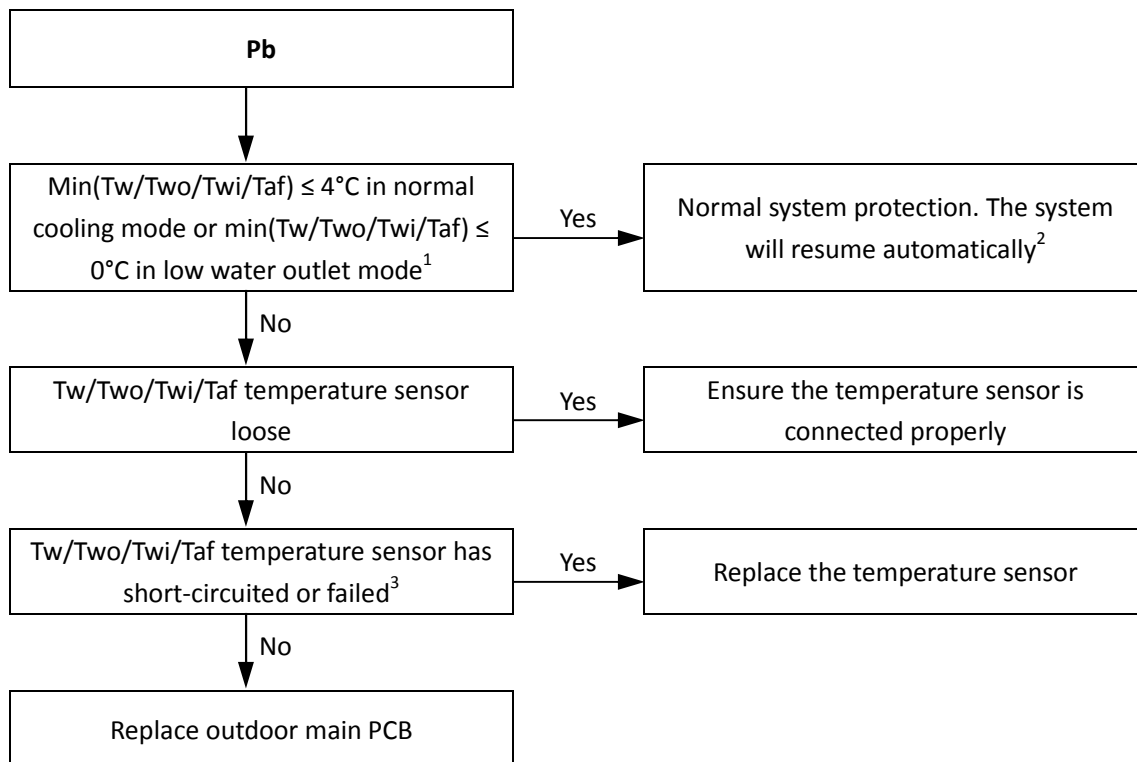 Pb
Min(Tw/Two/Twi/Taf) ≤ 4°C in normal
cooling mode or min(Tw/Two/Twi/Taf) ≤
0°C in low water outlet mode¹
Yes
Normal system protection. The system
will resume automatically²
No
Tw/Two/Twi/Taf temperature sensor
loose
Yes
Ensure the temperature sensor is
connected properly
No
Tw/Two/Twi/Taf temperature sensor has
short-circuited or failed³
Yes
Replace the temperature sensor
No
Replace outdoor main PCB